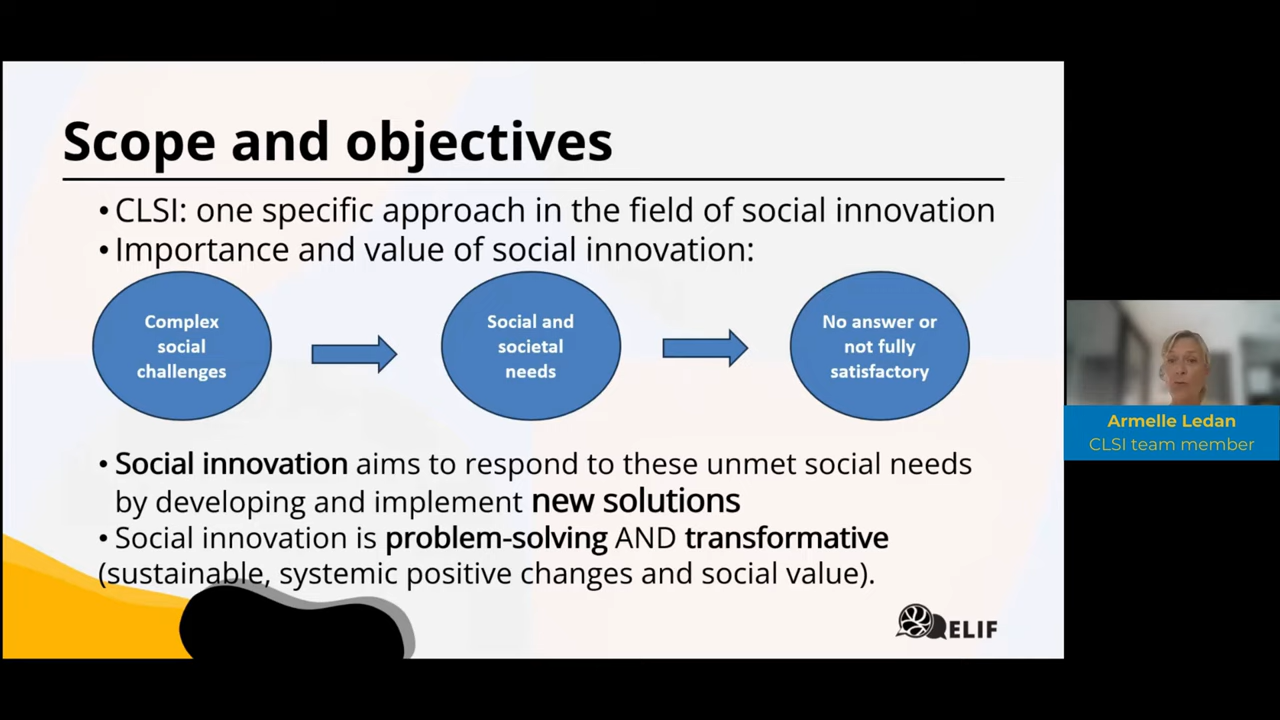 Scope and objectives
• CLSI: one specific approach in the field of social innovation
• Importance and value of social innovation:
Complex
social
challenges
Social and
societal
needs
No answer or
not fully
satisfactory
• Social innovation aims to respond to these unmet social needs
by developing and implement new solutions
• Social innovation is problem-solving AND transformative
(sustainable, systemic positive changes and social value).
ELIF
Armelle Ledan
CLSI team member